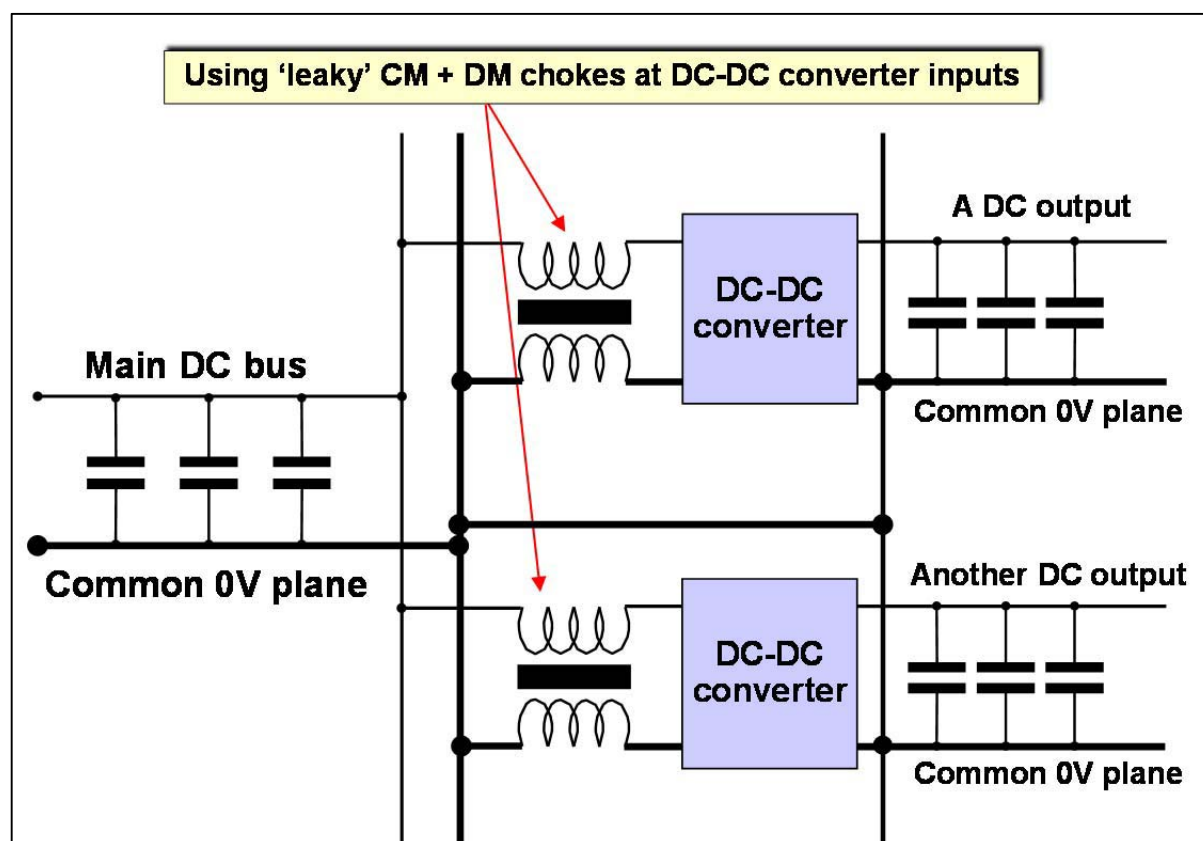 Using ‘leaky’ CM + DM chokes at DC-DC converter inputs
A DC output
DC-DC
converter
Main DC bus
Common 0V plane
Common 0V plane
Another DC output
DC-DC
converter
Common 0V plane